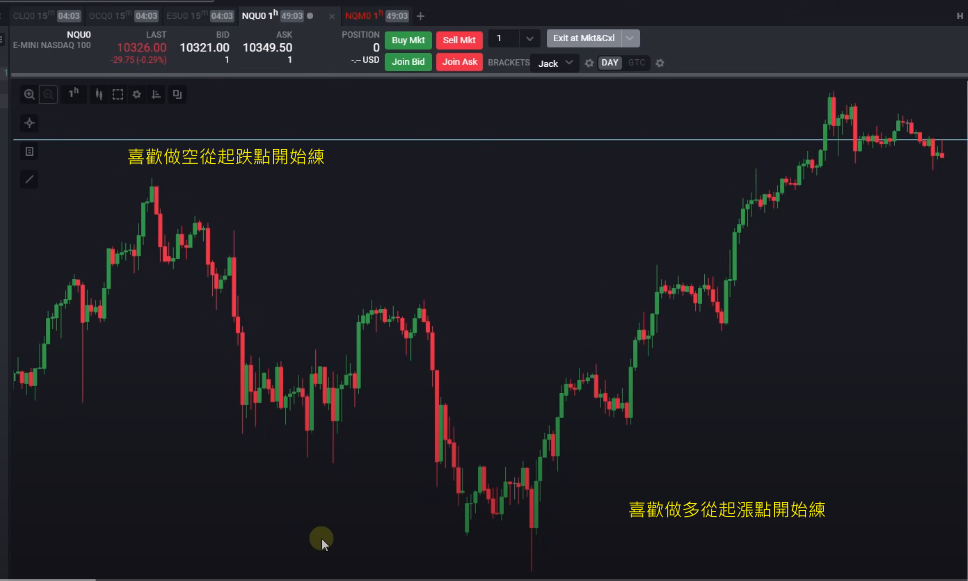 CLQ0 15ᵐ 04:03 GCQ0 15ᵐ 04:03 ESU0 15ᵐ 04:03 NQU0 1ʰ 49:03 × NQM0 1ʰ 49:03 +
NQU0 LAST BID ASK POSITION Buy Mkt Sell Mkt 1 Exit at Mkt&Cxl
E-MINI NASDAQ 100 10326.00 10321.00 10349.50 0
-29.75 (-0.29%) 1 1 -.-- USD Join Bid Join Ask BRACKETS Jack DAY GTC
1ʰ
喜歡做空從起跌點開始練
喜歡做多從起漲點開始練